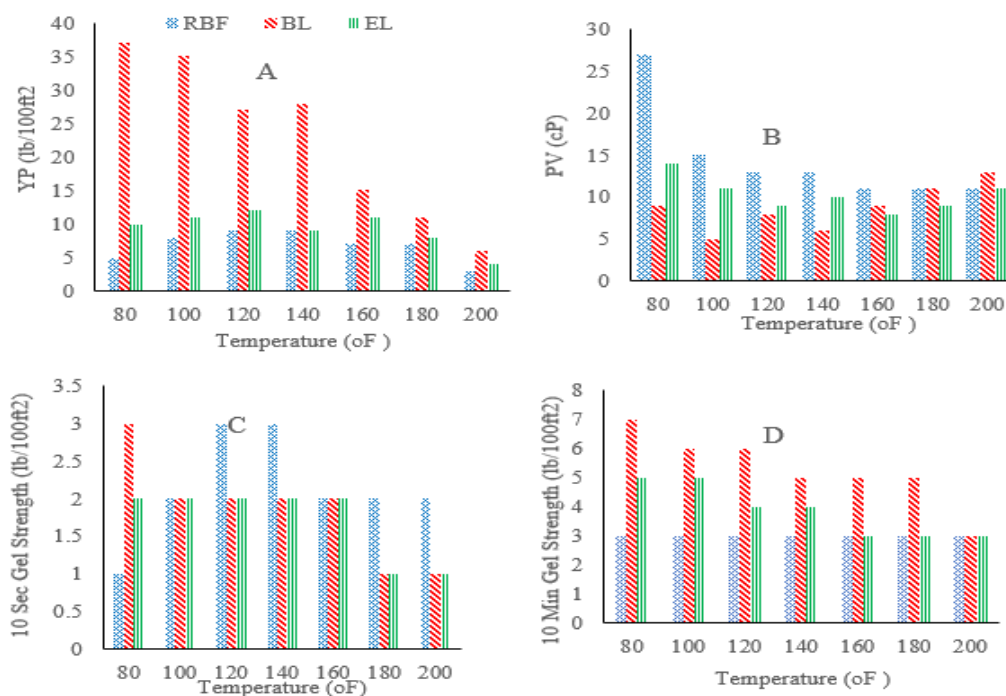 RBF BL EL
A
YP (lb/100ft2
40
35
30
25
20
15
10
5
0
80 100 120 140 160 180 200
Temperature (oF )
B
PV (cP)
30
25
20
15
10
5
0
80 100 120 140 160 180 200
Temperature (oF )
C
10 Sec Gel Strength (lb/100ft2)
3.5
3
2.5
2
1.5
1
0.5
0
80 100 120 140 160 180 200
Temperature (oF )
D
10 Min Gel Strength (lb/100ft2)
8
7
6
5
4
3
2
1
0
80 100 120 140 160 180 200
Temperature (oF )